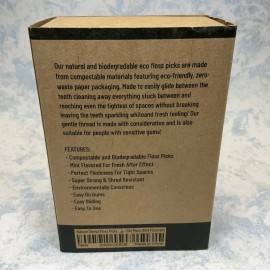 Our natural and biodegradable eco floss picks are made
from compostable materials featuring eco-friendly, zero-
waste paper packaging. Made to easily glide between the
teeth cleaning away everything stuck between and
reaching even the tightest of spaces without breaking
leaving the teeth sparkling whiteand fresh feeling! Our
gentle thread is made with consideration and is also
suitable for people with sensitive gums!
FEATURES:
- Compostable and Biodegradable Floss Picks
- Mint Flavored For Fresh After Effect
- Perfect Thickness For Tight Spaces
- Super Strong & Shred Resistant
- Environmentally Conscious
- Easy On Gums
- Easy Gliding
- Easy To Use